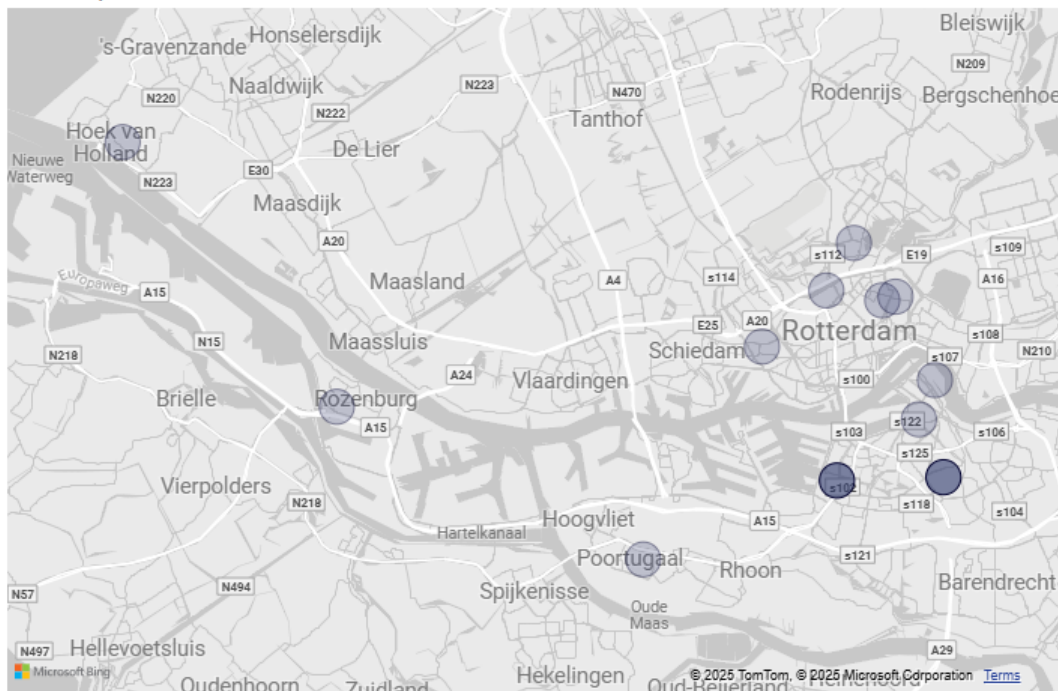 Bleiswijk
Honselersdijk
's-Gravenzande
N209
N223
Naaldwijk
N470
Rodenrijs
Bergschenhoe
N220
N222
Tanthof
Hoek van
Holland
De Lier
Nieuwe
Waterweg
E30
N223
Maasdijk
A20
s112
E19
s109
Europaweg
A15
Maasland
A4
s114
A16
N15
Maassluis
E25
A20
Rotterdam
s108
N218
Schiedam
s107
N210
A24
Vlaardingen
s100
Brielle
Rozenburg
A15
s103
s122
s106
s125
Vierpolders
s102
N218
s118
s104
Hoogvliet
A15
Hartelkanaal
s121
Poortugaal
Rhoon
N57
N494
Spijkenisse
Barendrecht
Oude
Maas
N497
Hellevoetsluis
A29
Microsoft Bing
Hekelingen
© 2025 TomTom, © 2025 Microsoft Corporation Terms
Oudenhoorn
Zuidland
Oud-Beijerland